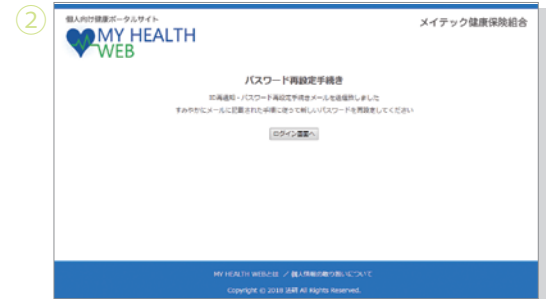 ②
個人向け健康ポータルサイト
MY HEALTH
WEB
メイテック健康保険組合
パスワード再設定手続き
ID再通知・パスワード再設定手続きメールを送信致しました
すみやかにメールに記載された手順に従って新しいパスワードを再設定してください
ログイン画面へ
MY HEALTH WEBとは ／ 個人情報の取り扱いについて
Copyright © 2018 法研 All Rights Reserved.